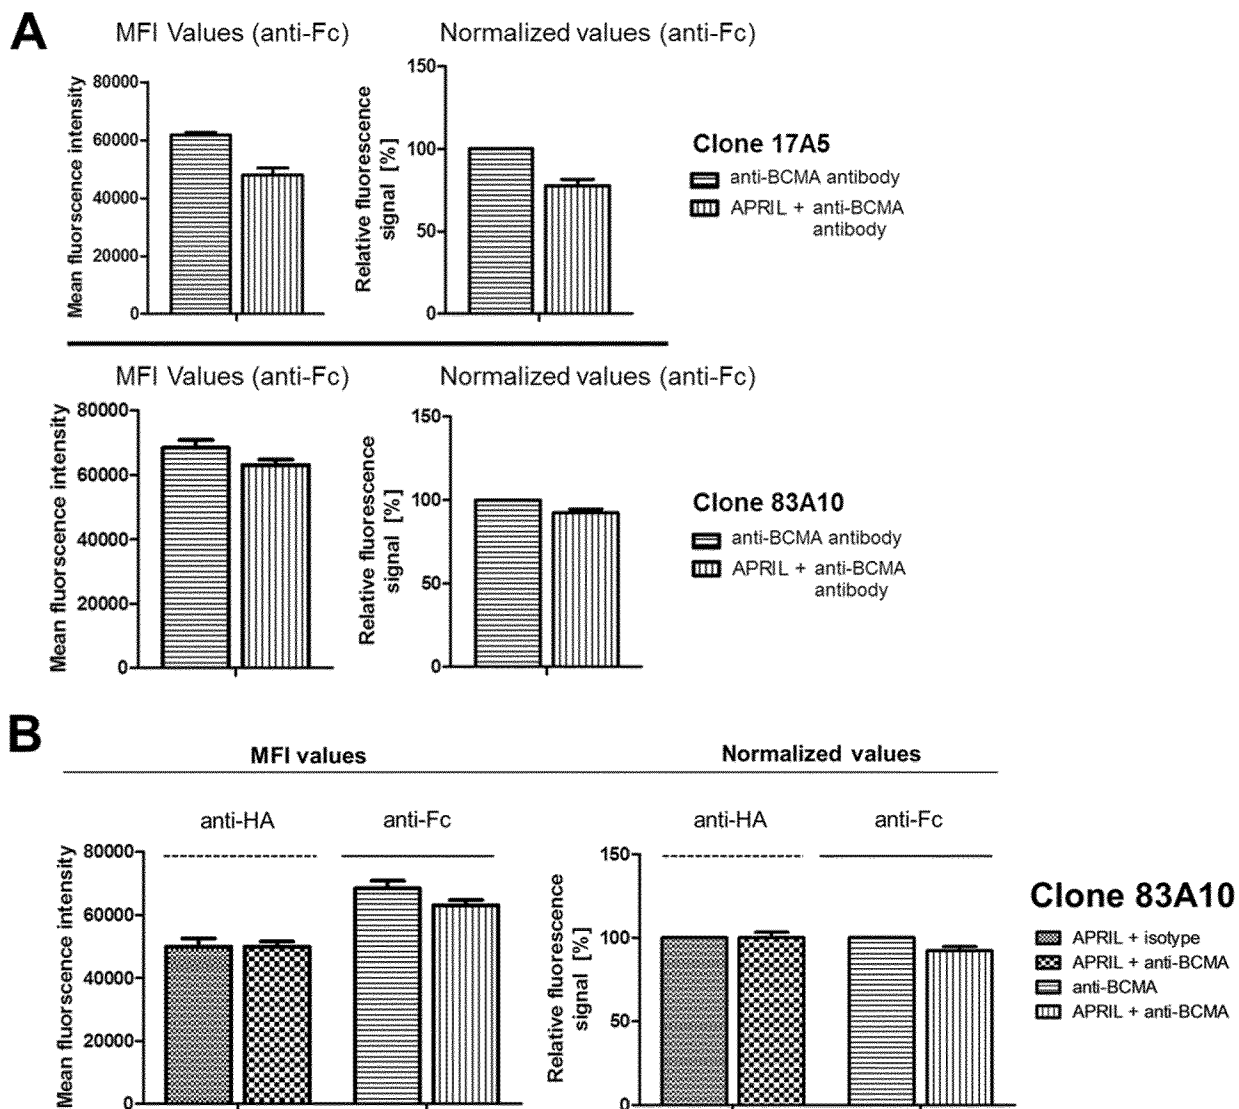 A
MFI Values (anti-Fc)
Normalized values (anti-Fc)
Mean fluorscence intensity
80000
60000
40000
20000
0
Relative fluorescence
signal [%]
150
100
50
0
Clone 17A5
anti-BCMA antibody
APRIL + anti-BCMA
antibody
MFI Values (anti-Fc)
Normalized values (anti-Fc)
Mean fluorscence intensity
80000
60000
40000
20000
0
Relative fluorescence
signal [%]
150
100
50
0
Clone 83A10
anti-BCMA antibody
APRIL + anti-BCMA
antibody
B
MFI values
Normalized values
anti-HA
anti-Fc
anti-HA
anti-Fc
Mean fluorscence intensity
80000
60000
40000
20000
0
Relative fluorescence
signal [%]
150
100
50
0
Clone 83A10
APRIL + isotype
APRIL + anti-BCMA
anti-BCMA
APRIL + anti-BCMA